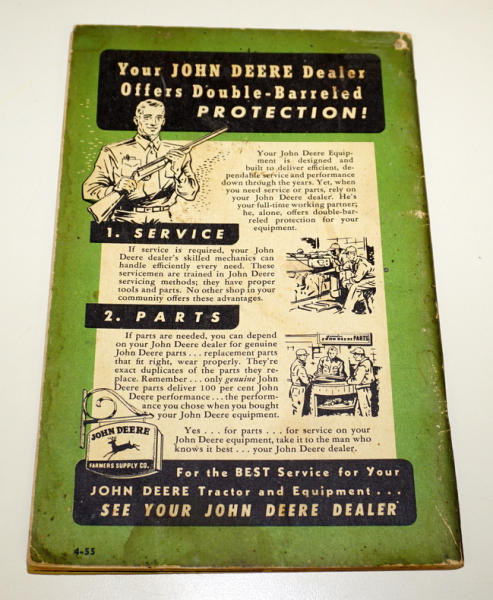 Your JOHN DEERE Dealer
Offers Double-Barreled
PROTECTION!
Your John Deere Equip-
ment is designed and
built to deliver efficient, de-
pendable service and performance
down through the years. Yet, when
you need service or parts, rely on
your John Deere dealer. He's
your full-time working partner;
he, alone, offers double-bar-
reled protection for your
equipment.
1. SERVICE
If service is required, your John
Deere dealer's skilled mechanics can
handle efficiently every need. These
servicemen are trained in John Deere
servicing methods; they have proper
tools and parts. No other shop in your
community offers these advantages.
2. PARTS
If parts are needed, you can depend
on your John Deere dealer for genuine
John Deere parts . . . replacement parts
that fit right, wear properly. They're
exact duplicates of the parts they re-
place. Remember . . . only genuine John
Deere parts deliver 100 per cent John
Deere performance . . . the perform-
ance you chose when you bought
your John Deere equipment.
JOHN DEERE PARTS
Yes . . . for parts . . . for service on your
John Deere equipment, take it to the man who
knows it best . . . your John Deere dealer.
JOHN DEERE
FARMERS SUPPLY CO.
For the BEST Service for Your
JOHN DEERE Tractor and Equipment . . .
SEE YOUR JOHN DEERE DEALER
4-55